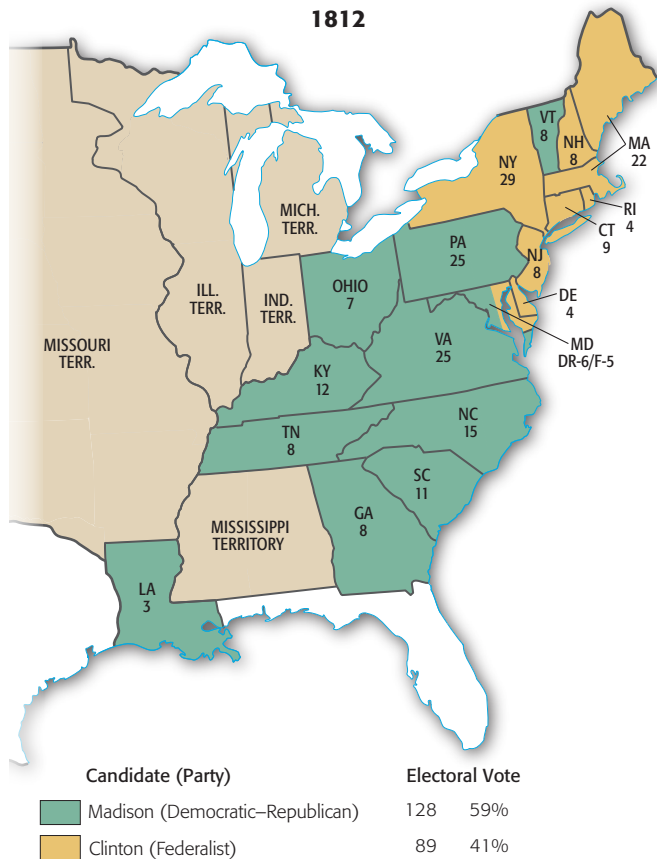 1812
VT
8
NH
8
MA
22
NY
29
RI
4
CT
9
MICH.
TERR.
PA
25
NJ
8
OHIO
7
DE
4
ILL.
TERR.
IND.
TERR.
MD
DR-6/F-5
MISSOURI
TERR.
VA
25
KY
12
NC
15
TN
8
SC
11
MISSISSIPPI
TERRITORY
GA
8
LA
3
Candidate (Party) Electoral Vote
Madison (Democratic–Republican) 128 59%
Clinton (Federalist) 89 41%